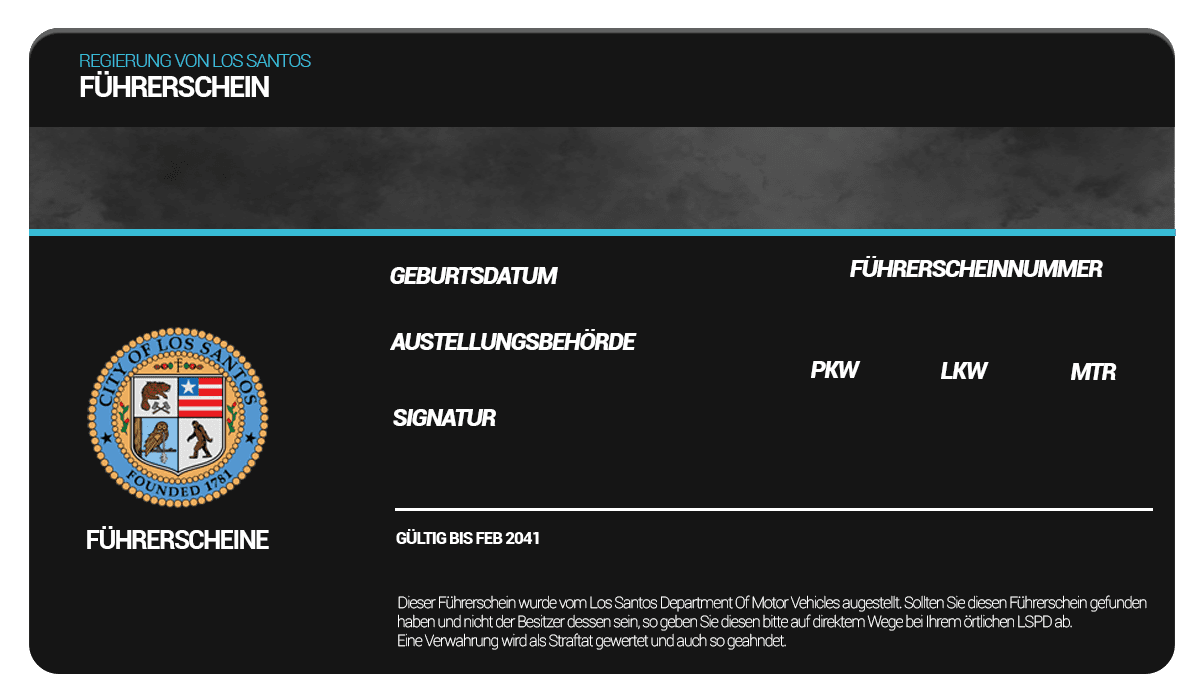 REGIERUNG VON LOS SANTOS
FÜHRERSCHEIN
GEBURTSDATUM
FÜHRERSCHEINNUMMER
AUSTELLUNGSBEHÖRDE
PKW LKW MTR
SIGNATUR
CITY OF LOS SANTOS
FOUNDED 1781
FÜHRERSCHEINE
GÜLTIG BIS FEB 2041
Dieser Führerschein wurde vom Los Santos Department Of Motor Vehicles augestellt. Sollten Sie diesen Führerschein gefunden
haben und nicht der Besitzer dessen sein, so geben Sie diesen bitte auf direktem Wege bei Ihrem örtlichen LSPD ab.
Eine Verwahrung wird als Straftat gewertet und auch so geahndet.